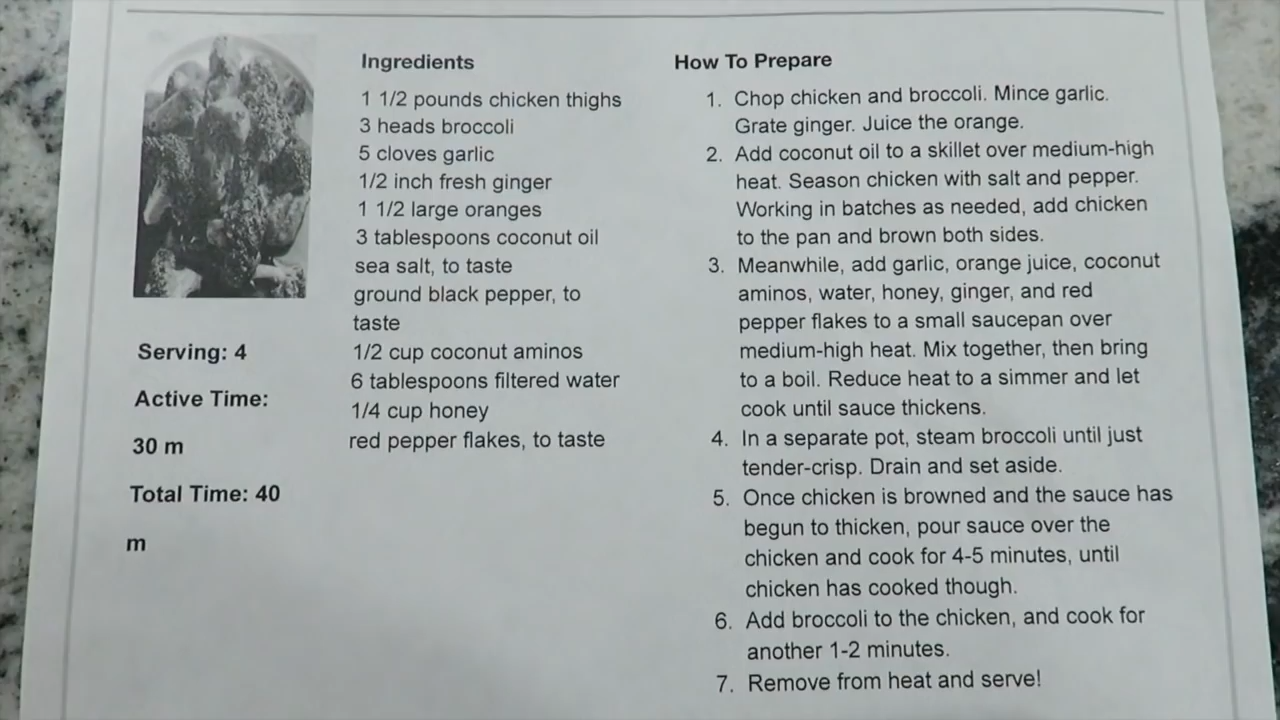 Serving: 4
Active Time:
30 m
Total Time: 40
m
Ingredients
1 1/2 pounds chicken thighs
3 heads broccoli
5 cloves garlic
1/2 inch fresh ginger
1 1/2 large oranges
3 tablespoons coconut oil
sea salt, to taste
ground black pepper, to
taste
1/2 cup coconut aminos
6 tablespoons filtered water
1/4 cup honey
red pepper flakes, to taste
How To Prepare
1. Chop chicken and broccoli. Mince garlic.
Grate ginger. Juice the orange.
2. Add coconut oil to a skillet over medium-high
heat. Season chicken with salt and pepper.
Working in batches as needed, add chicken
to the pan and brown both sides.
3. Meanwhile, add garlic, orange juice, coconut
aminos, water, honey, ginger, and red
pepper flakes to a small saucepan over
medium-high heat. Mix together, then bring
to a boil. Reduce heat to a simmer and let
cook until sauce thickens.
4. In a separate pot, steam broccoli until just
tender-crisp. Drain and set aside.
5. Once chicken is browned and the sauce has
begun to thicken, pour sauce over the
chicken and cook for 4-5 minutes, until
chicken has cooked though.
6. Add broccoli to the chicken, and cook for
another 1-2 minutes.
7. Remove from heat and serve!